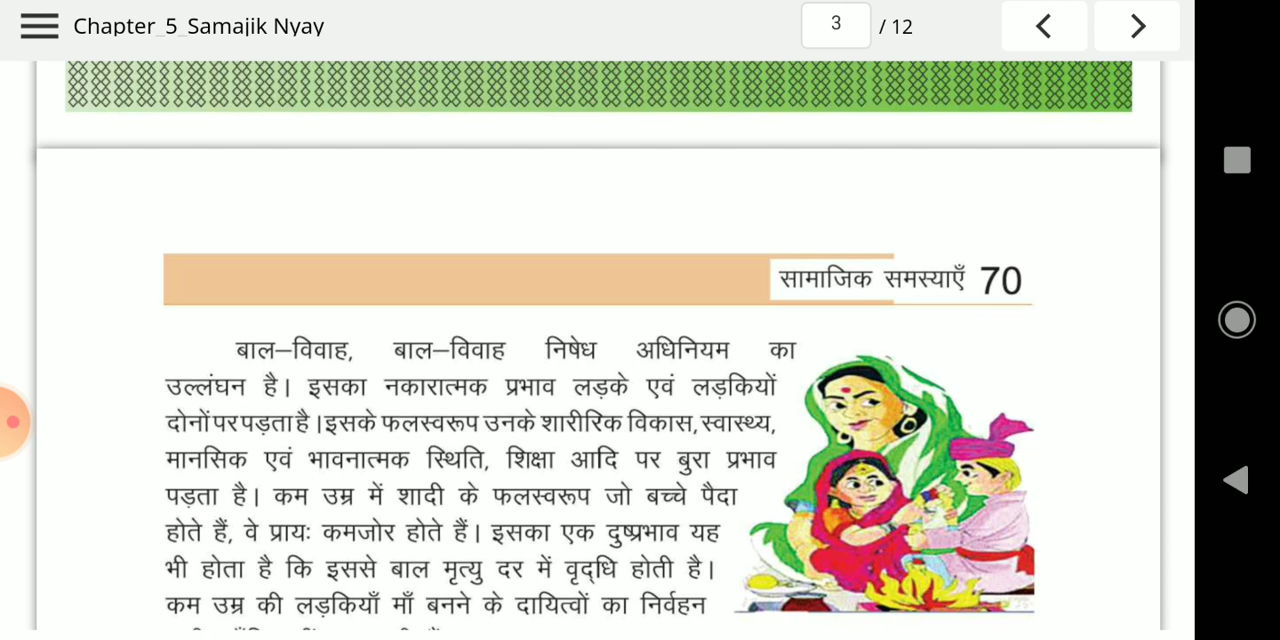 Chapter_5_Samajik Nyay
3 / 12
सामाजिक समस्याएँ 70
बाल–विवाह, बाल–विवाह निषेध अधिनियम का
उल्लंघन है। इसका नकारात्मक प्रभाव लड़के एवं लड़कियों
दोनों पर पड़ता है। इसके फलस्वरूप उनके शारीरिक विकास, स्वास्थ्य,
मानसिक एवं भावनात्मक स्थिति, शिक्षा आदि पर बुरा प्रभाव
पड़ता है। कम उम्र में शादी के फलस्वरूप जो बच्चे पैदा
होते हैं, वे प्रायः कमजोर होते हैं। इसका एक दुष्प्रभाव यह
भी होता है कि इससे बाल मृत्यु दर में वृद्धि होती है।
कम उम्र की लड़कियाँ माँ बनने के दायित्वों का निर्वहन